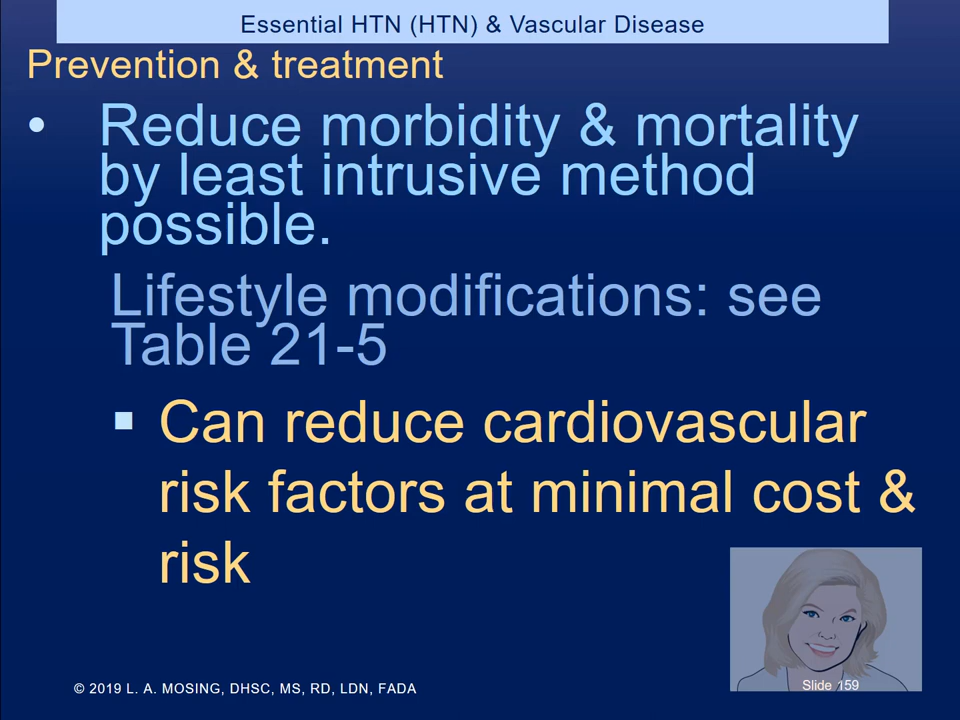 Essential HTN (HTN) & Vascular Disease
Prevention & treatment
• Reduce morbidity & mortality
by least intrusive method
possible.
Lifestyle modifications: see
Table 21-5
▪ Can reduce cardiovascular
risk factors at minimal cost &
risk
© 2019 L. A. MOSING, DHSC, MS, RD, LDN, FADA
Slide 159